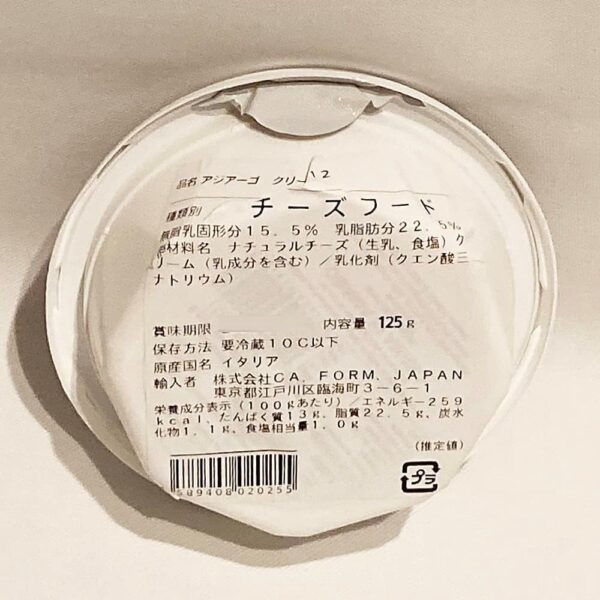 品名 アシアーゴ クリ
種類別 チーズフード
無脂乳固形分15．5％ 乳脂肪分22．5％
原材料名 ナチュラルチーズ（生乳、食塩）ク
リーム（乳成分を含む）／乳化剤（クエン酸三
ナトリウム）
内容量 125g
賞味期限
保存方法 要冷蔵10C以下
原産国名 イタリア
輸入者 株式会社CA．FORM．JAPAN
東京都江戸川区臨海町3－6－1
栄養成分表示（100gあたり）／エネルギー259
kcal、たんぱく質13g、脂質22．5g、炭水
化物1．1g、食塩相当量1．0g
（推定値）
589408020255
プラ